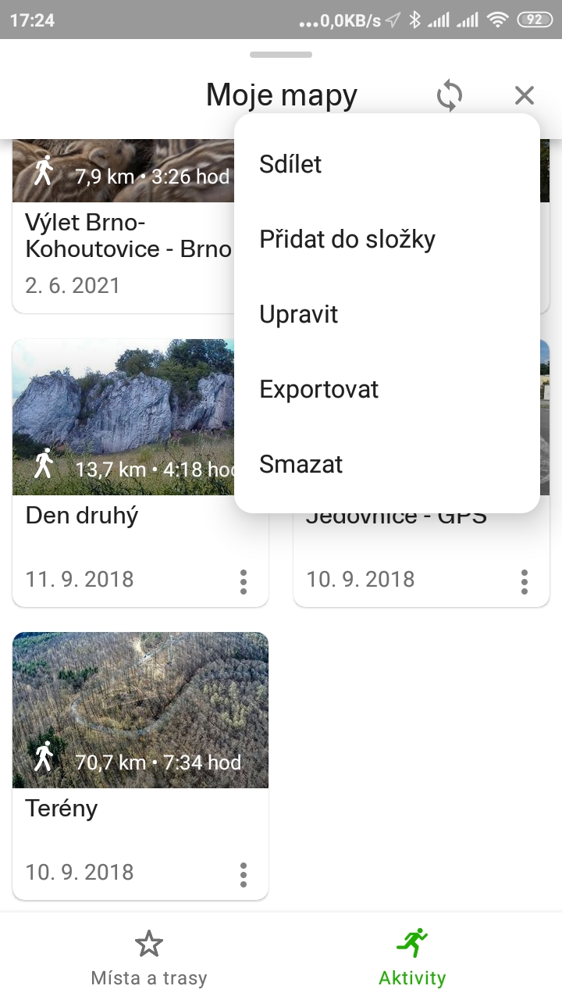 17:24
...0,0KB/s
92
Moje mapy
7,9 km • 3:26 hod
Výlet Brno-
Kohoutovice - Brno
2. 6. 2021
Sdílet
Přidat do složky
Upravit
Exportovat
Smazat
13,7 km • 4:18 hod
Den druhý
11. 9. 2018
Jedovnice - GPS
10. 9. 2018
70,7 km • 7:34 hod
Terény
10. 9. 2018
Místa a trasy
Aktivity